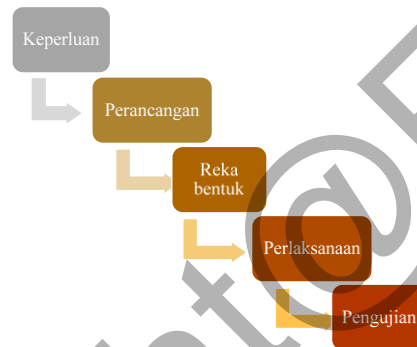 Keperluan
Perancangan
Reka
bentuk
Perlaksanaan
Pengujian